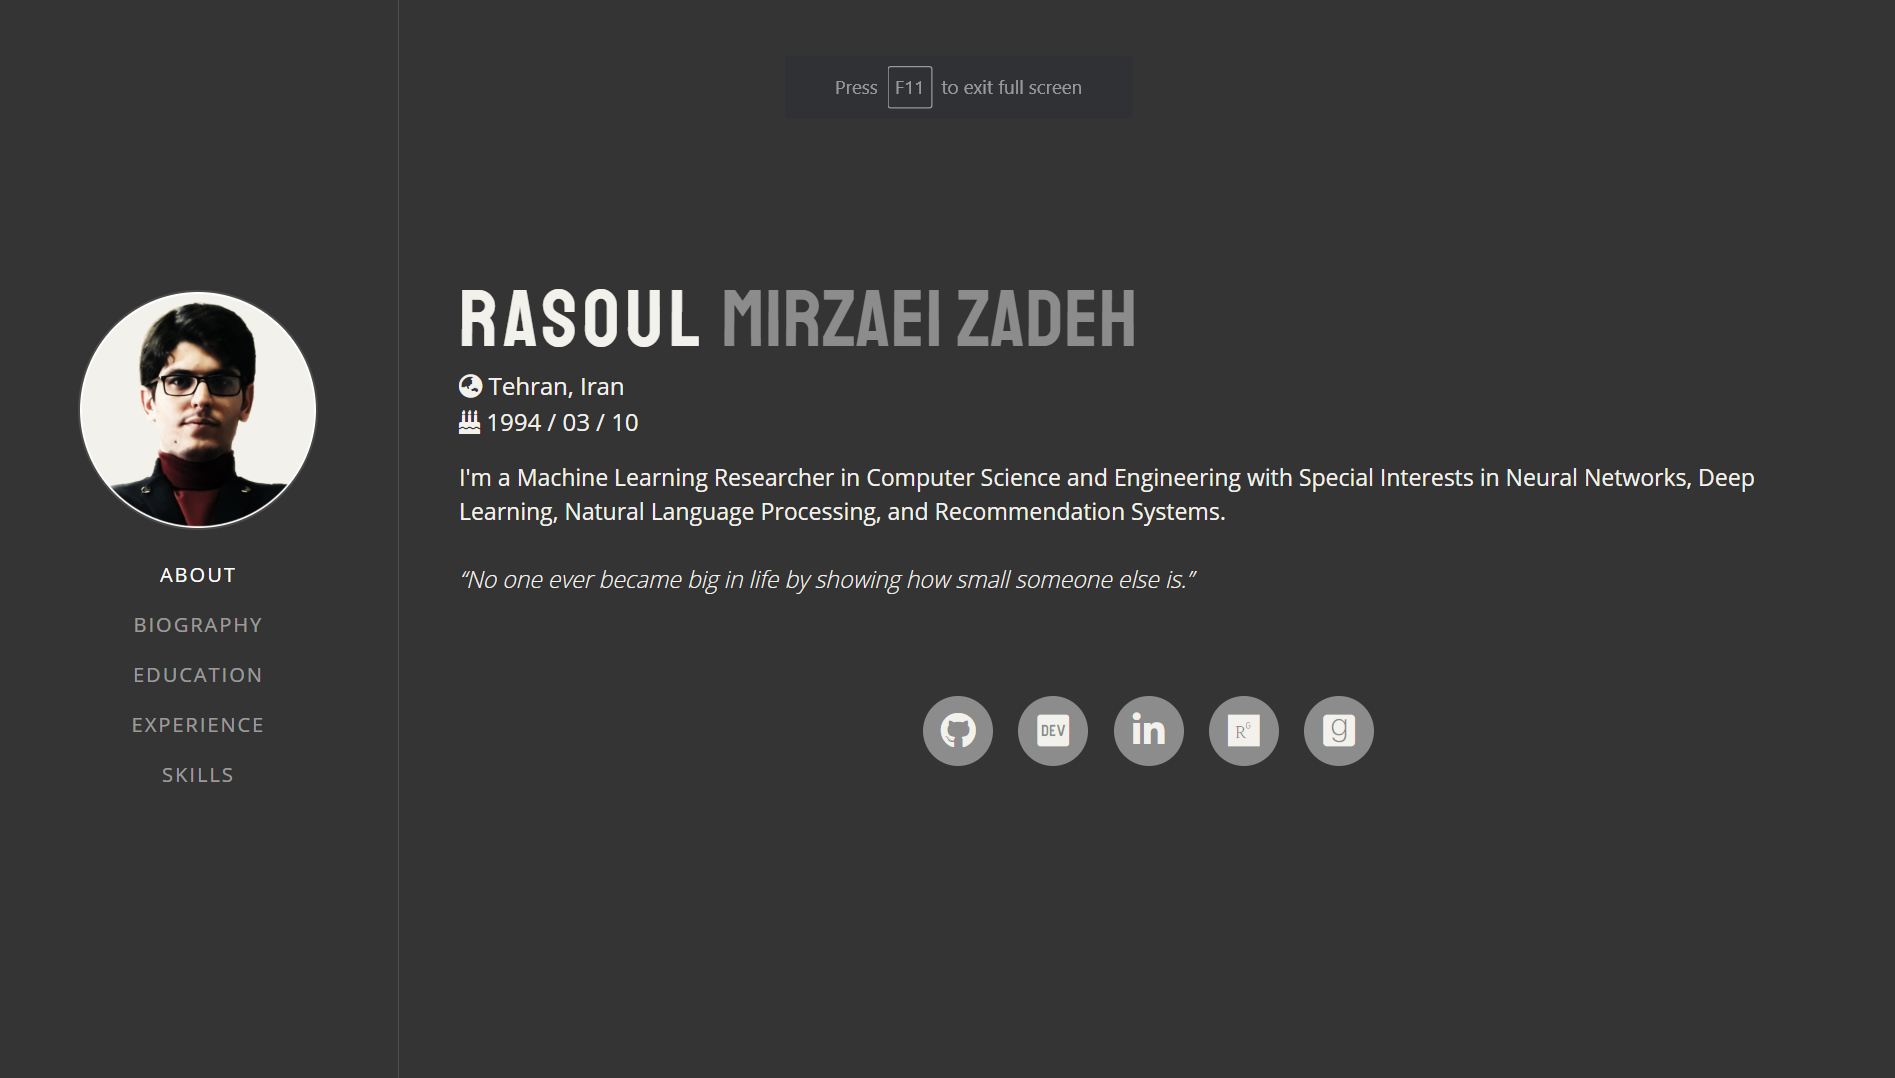 Press F11 to exit full screen
RASOUL MIRZAEI ZADEH
Tehran, Iran
1994 / 03 / 10
I'm a Machine Learning Researcher in Computer Science and Engineering with Special Interests in Neural Networks, Deep
Learning, Natural Language Processing, and Recommendation Systems.
“No one ever became big in life by showing how small someone else is.”
ABOUT
BIOGRAPHY
EDUCATION
EXPERIENCE
SKILLS
DEV
in
RG
g